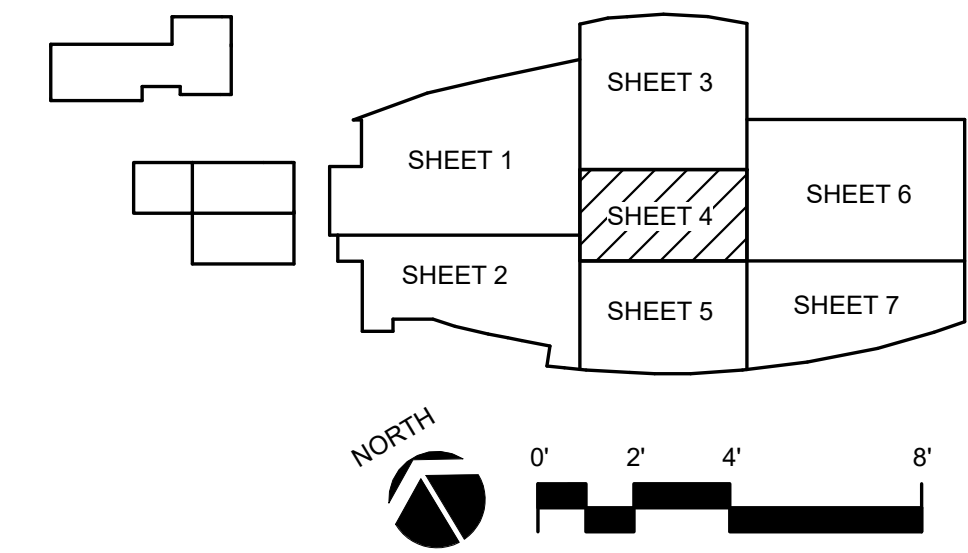 SHEET 3
SHEET 1
SHEET 6
SHEET 4
SHEET 2
SHEET 5
SHEET 7
NORTH
0' 2' 4' 8'